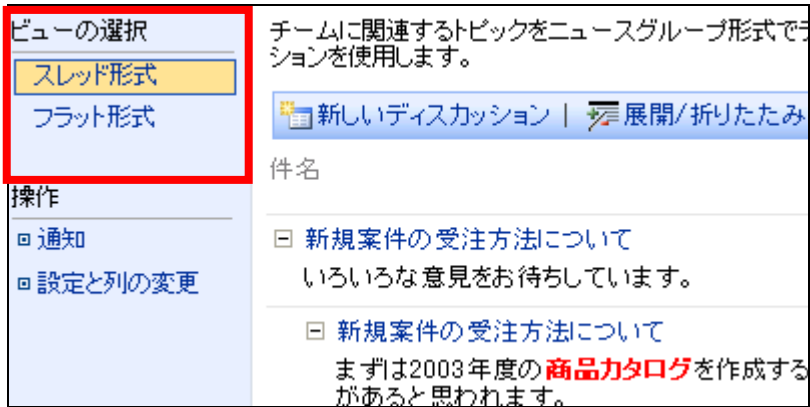 ビューの選択
スレッド形式
フラット形式
操作
通知
設定と列の変更
チームに関連するトピックをニュースグループ形式で
ションを使用します。
新しいディスカッション | 展開/折りたたみ
件名
新規案件の受注方法について
いろいろな意見をお待ちしています。
新規案件の受注方法について
まずは2003年度の商品カタログを作成する
があると思われます。